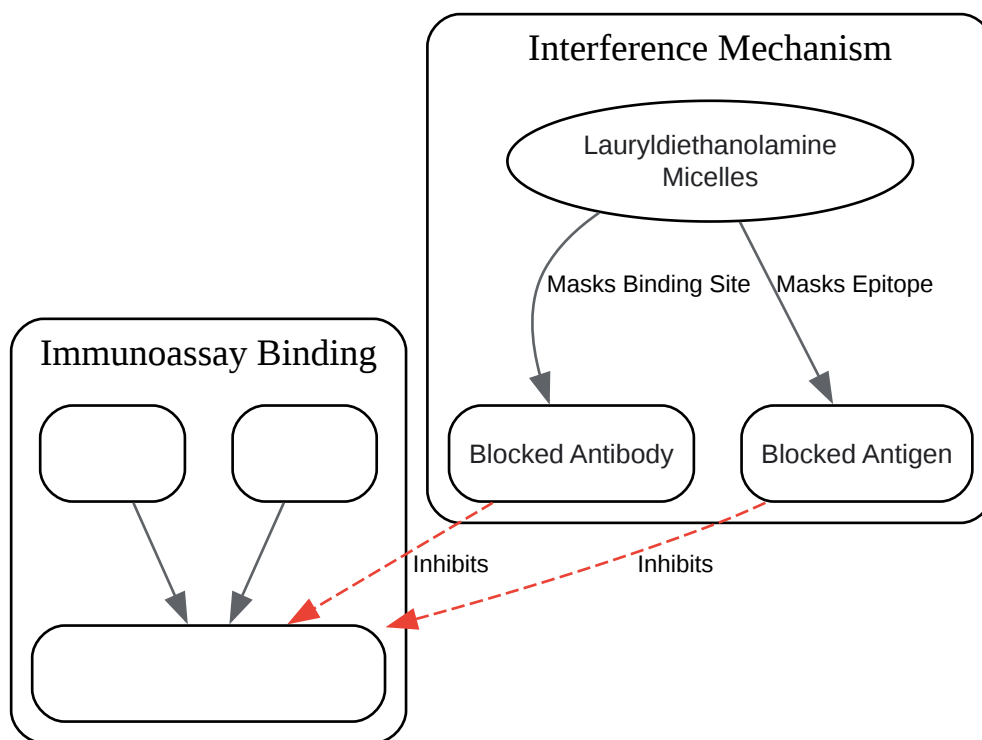 Interference Mechanism
Lauryldiethanolamine
Micelles
Masks Binding Site
Masks Epitope
Immunoassay Binding
Blocked Antibody
Blocked Antigen
Inhibits
Inhibits